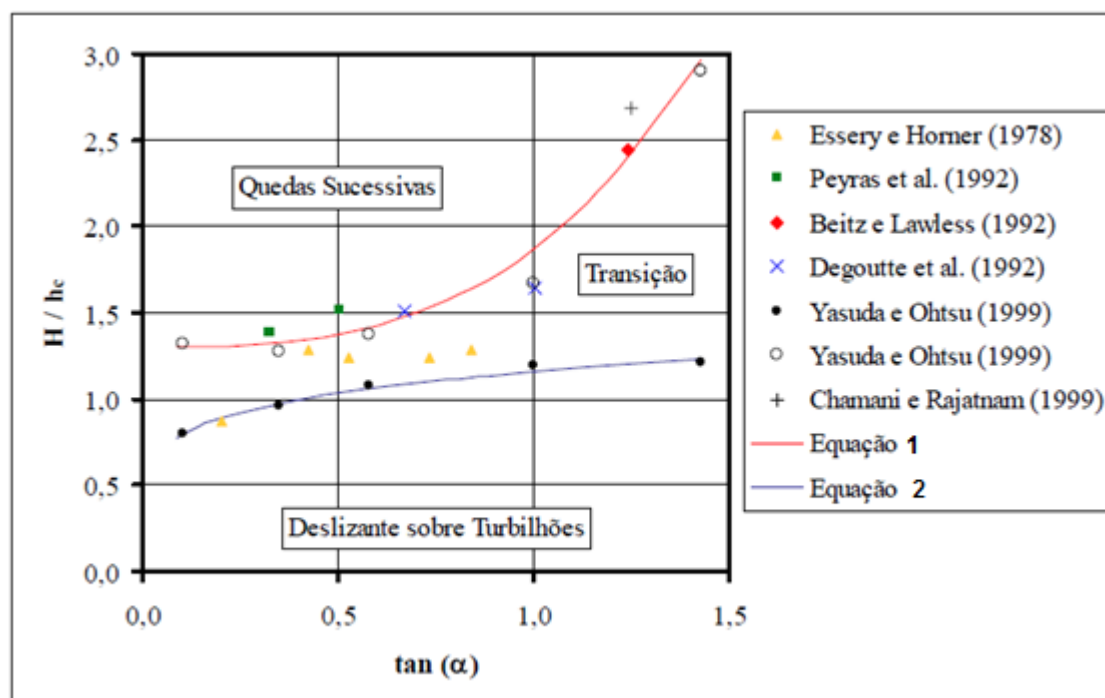 3,0
2,5
2,0
1,5
1,0
0,5
0,0
H / hc
Quedas Sucessivas
Transição
Deslizante sobre Turbilhões
0,0
0,5
1,0
1,5
tan (α)
Essery e Horner (1978)
Peyras et al. (1992)
Beitz e Lawless (1992)
Degoutte et al. (1992)
Yasuda e Ohtsu (1999)
Yasuda e Ohtsu (1999)
Chamani e Rajatnam (1999)
Equação 1
Equação 2